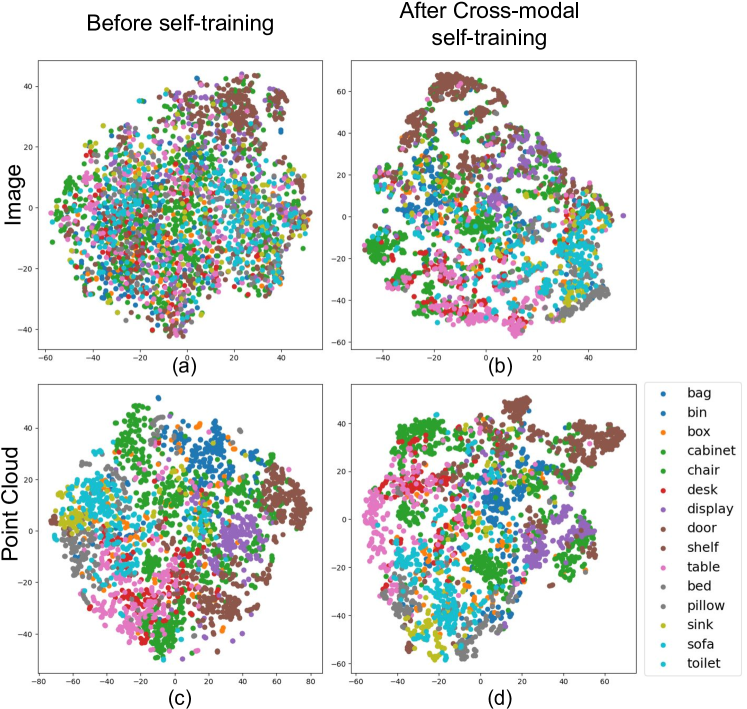 Before self-training
After Cross-modal
self-training
Image
40
20
0
−20
−40
−60
−40
−20
0
20
40
(a)
60
40
20
0
−20
−40
−60
−40
−20
0
20
40
(b)
Point Cloud
40
20
0
−20
−40
−80
−60
−40
−20
0
20
40
60
80
(c)
40
20
0
−20
−40
−60
−60
−40
−20
0
20
40
60
(d)
bag
bin
box
cabinet
chair
desk
display
door
shelf
table
bed
pillow
sink
sofa
toilet